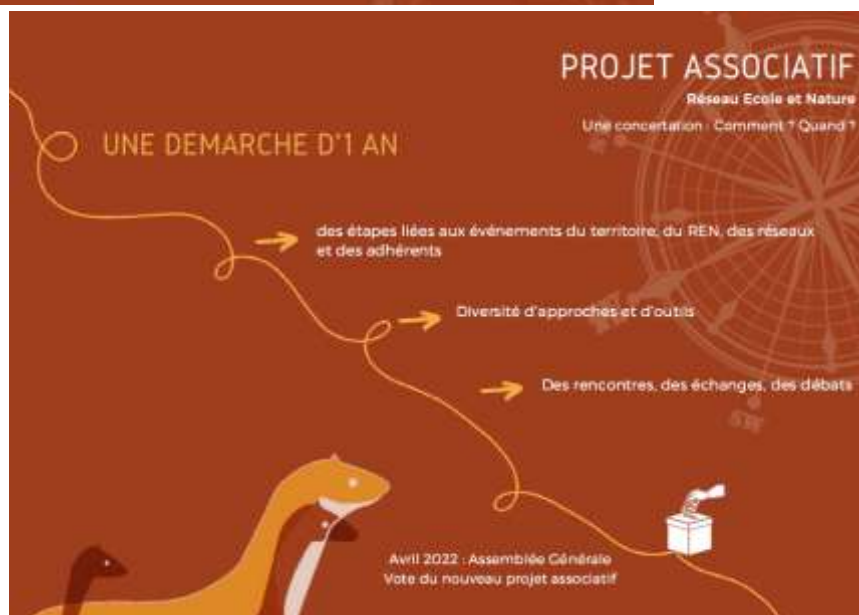 PROJET ASSOCIATIF
Réseau Ecole et Nature
Une concertation : Comment ? Quand ?
UNE DEMARCHE D'1 AN
des étapes liées aux événements du territoire, du REN, des réseaux
et des adhérents
Diversité d'approches et d'outils
Des rencontres, des échanges, des débats
SW
Avril 2022 : Assemblée Générale
Vote du nouveau projet associatif